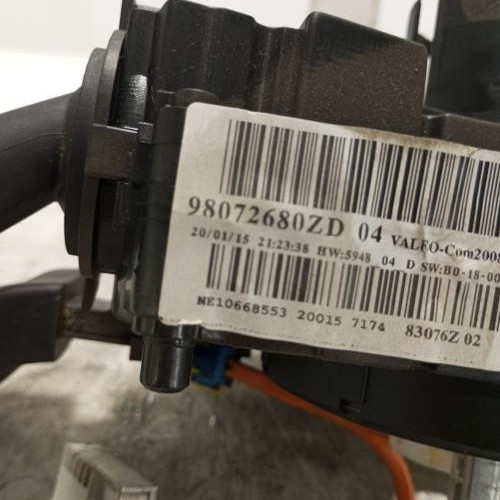 98072680ZD 04 VALEO-Com2008
20/01/15 21:23:38 HW:5948 04 D SW:B0-18-00
NE10668553 20015 7174 83076Z 02